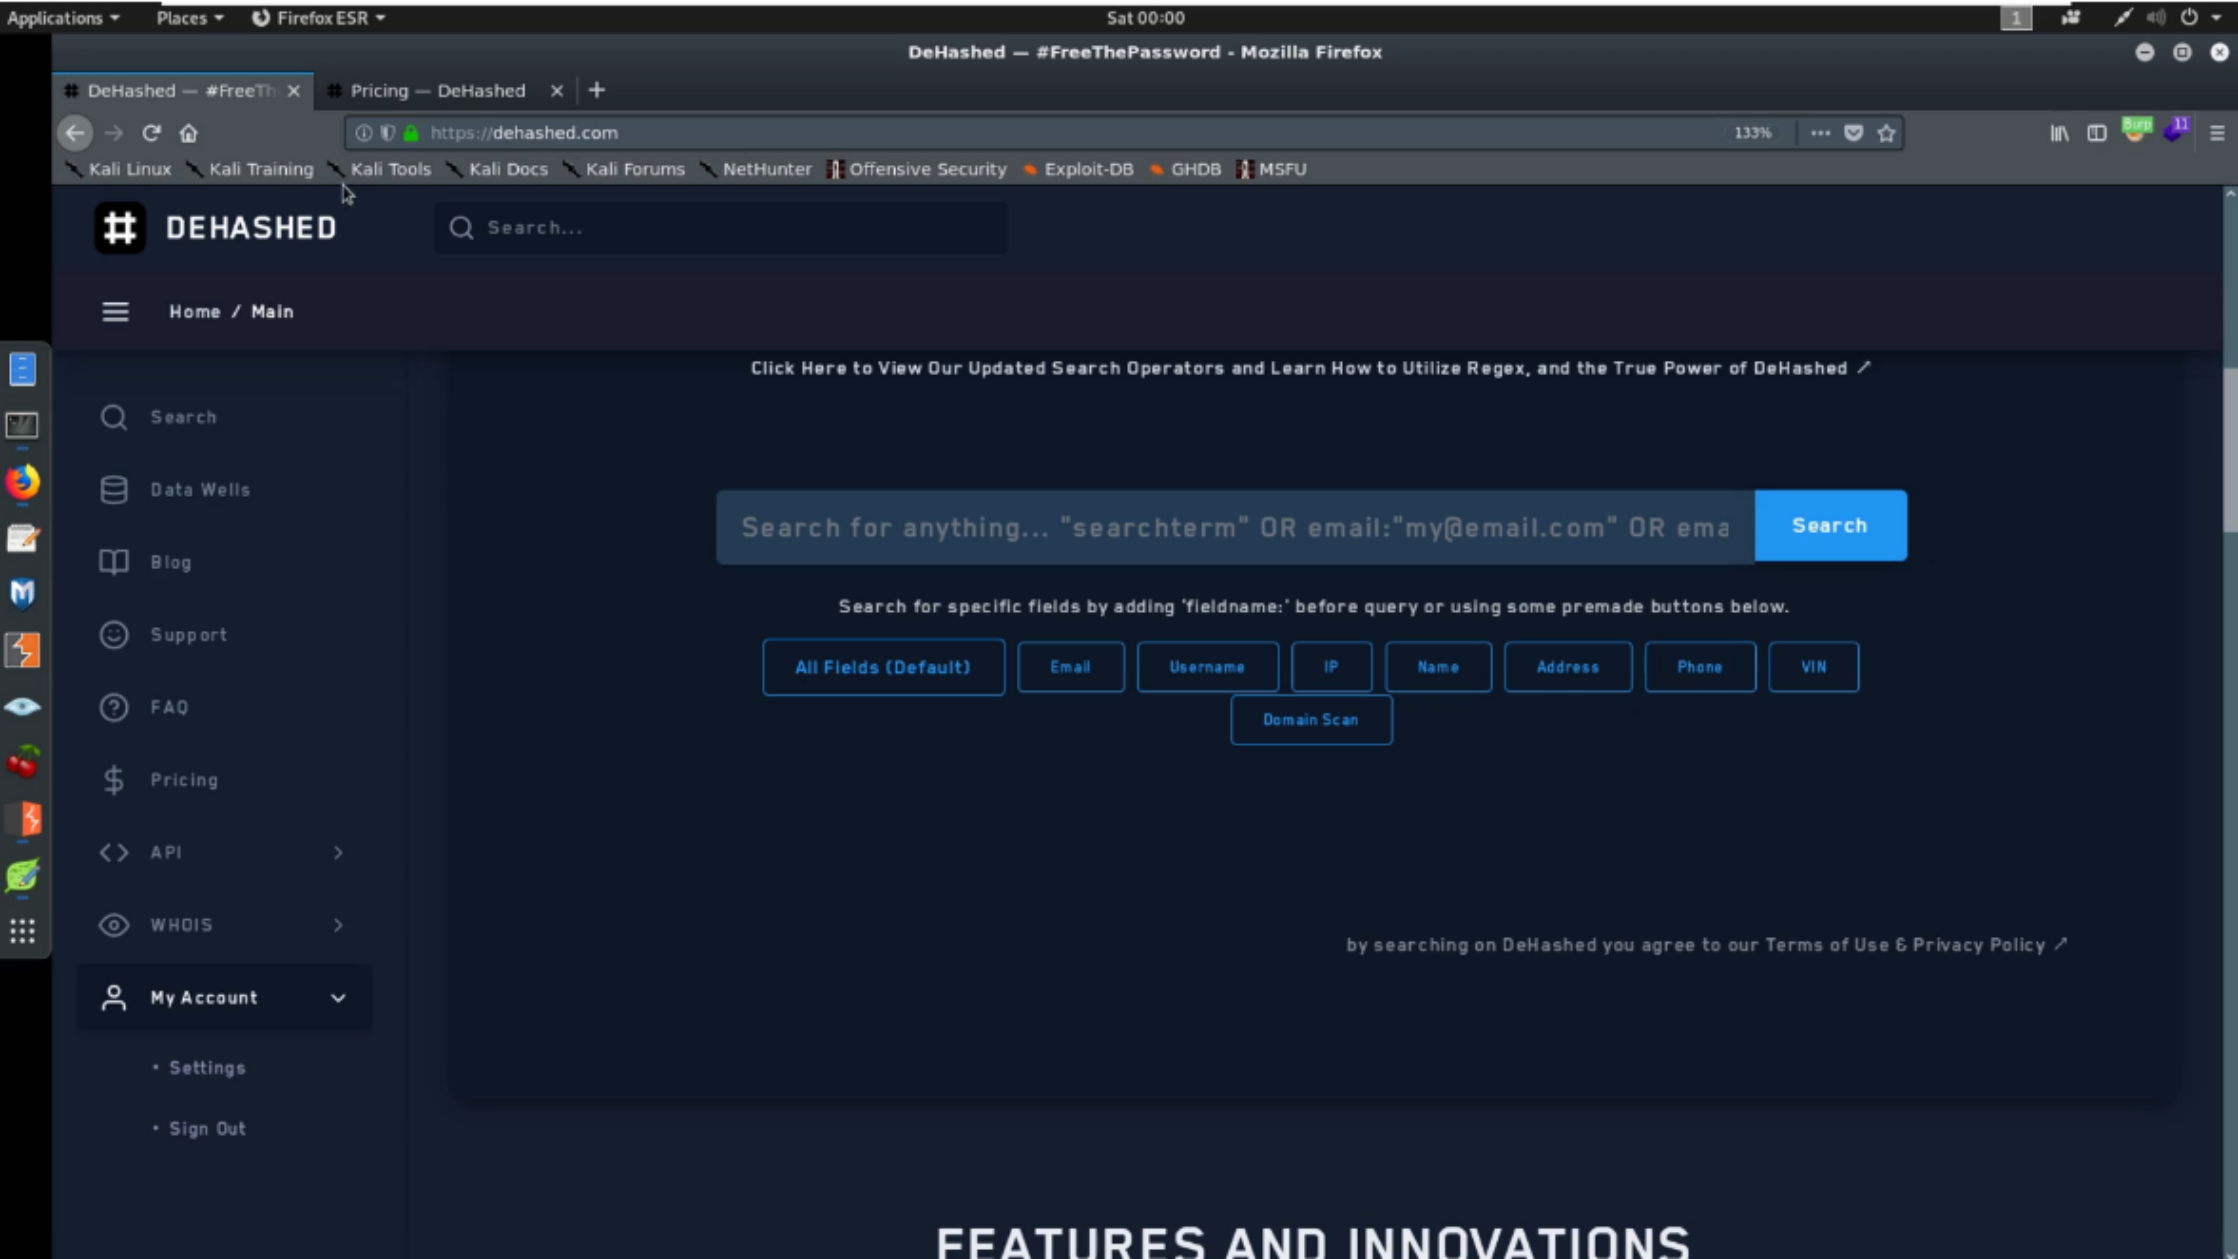 Applications Places Firefox ESR Sat 00:00 1
DeHashed — #FreeThePassword - Mozilla Firefox
DeHashed — #FreeTh Pricing — DeHashed
https://dehashed.com 133% Burp 11
Kali Linux Kali Training Kali Tools Kali Docs Kali Forums NetHunter Offensive Security Exploit-DB GHDB MSFU
# DEHASHED Search...
Home / Main
Click Here to View Our Updated Search Operators and Learn How to Utilize Regex, and the True Power of DeHashed
Search
Data Wells
Blog
Support
FAQ
Pricing
API
WHOIS
My Account
• Settings
• Sign Out
Search for anything... "searchterm" OR email:"my@email.com" OR ema Search
Search for specific fields by adding 'fieldname:' before query or using some premade buttons below.
All Fields (Default) Email Username IP Name Address Phone VIN
Domain Scan
by searching on DeHashed you agree to our Terms of Use & Privacy Policy
FEATURES AND INNOVATIONS